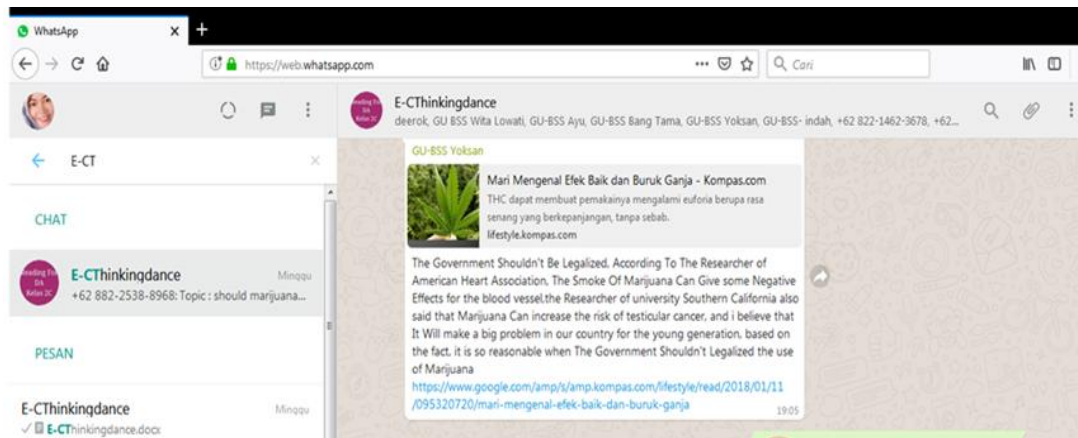 WhatsApp
https://web.whatsapp.com
Cari
E-CThinkingdance
deerok, GU BSS Wita Lowati, GU-BSS Ayu, GU-BSS Bang Tama, GU-BSS Yoksan, GU-BSS- indah, +62 822-1462-3678, +62...
E-CT
CHAT
E-CThinkingdance
Minggu
+62 882-2538-8968: Topic : should marijuana...
PESAN
E-CThinkingdance
Minggu
E-CThinkingdance.docx
GU-BSS Yoksan
Mari Mengenal Efek Baik dan Buruk Ganja - Kompas.com
THC dapat membuat pemakainya mengalami euforia berupa rasa
senang yang berkepanjangan, tanpa sebab.
lifestyle.kompas.com
The Government Shouldn't Be Legalized, According To The Researcher of
American Heart Association, The Smoke Of Marijuana Can Give some Negative
Effects for the blood vessel.the Researcher of university Southern California also
said that Marijuana Can increase the risk of testicular cancer, and i believe that
It Will make a big problem in our country for the young generation, based on
the fact, it is so reasonable when The Government Shouldn't Legalized the use
of Marijuana
https://www.google.com/amp/s/amp.kompas.com/lifestyle/read/2018/01/11
/095320720/mari-mengenal-efek-baik-dan-buruk-ganja
19:05